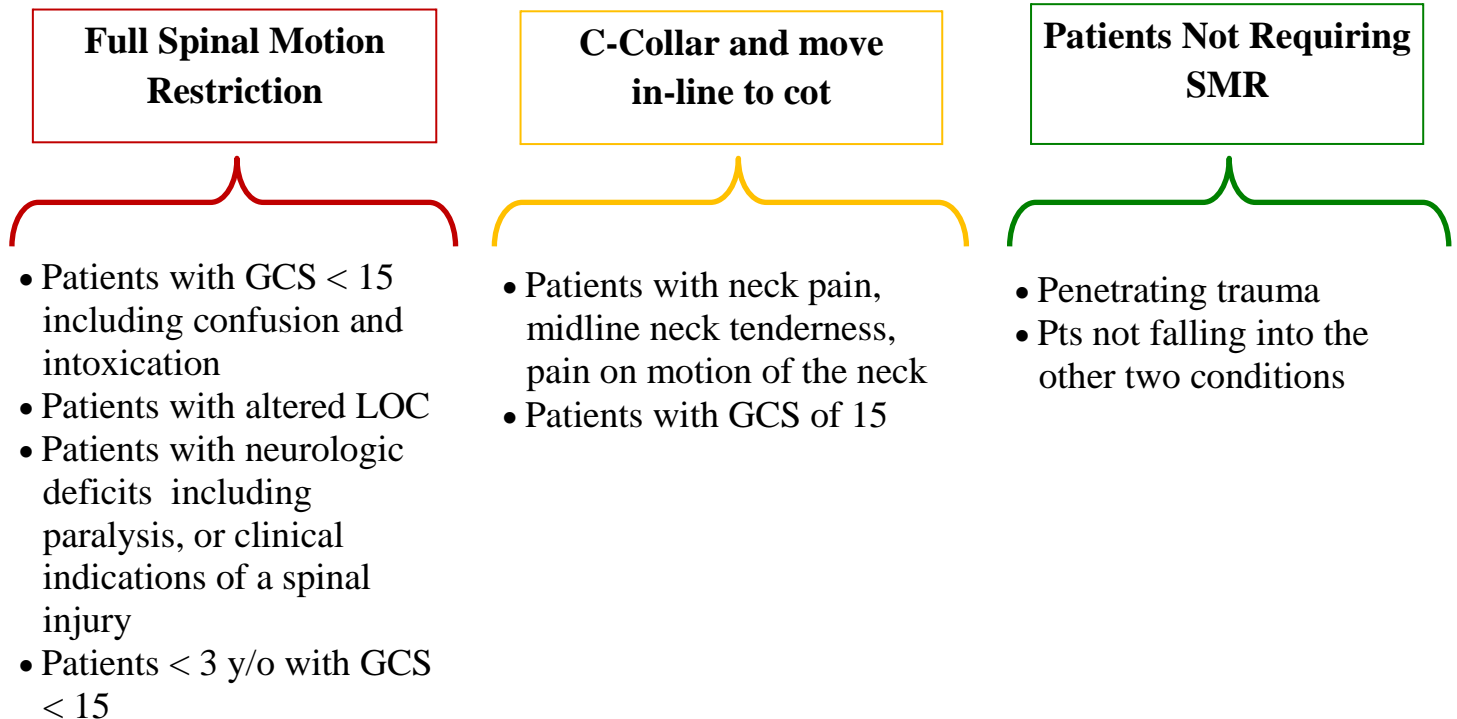 Full Spinal Motion
Restriction
• Patients with GCS < 15
including confusion and
intoxication
• Patients with altered LOC
• Patients with neurologic
deficits including
paralysis, or clinical
indications of a spinal
injury
• Patients < 3 y/o with GCS
< 15
C-Collar and move
in-line to cot
• Patients with neck pain,
midline neck tenderness,
pain on motion of the neck
• Patients with GCS of 15
Patients Not Requiring
SMR
• Penetrating trauma
• Pts not falling into the
other two conditions